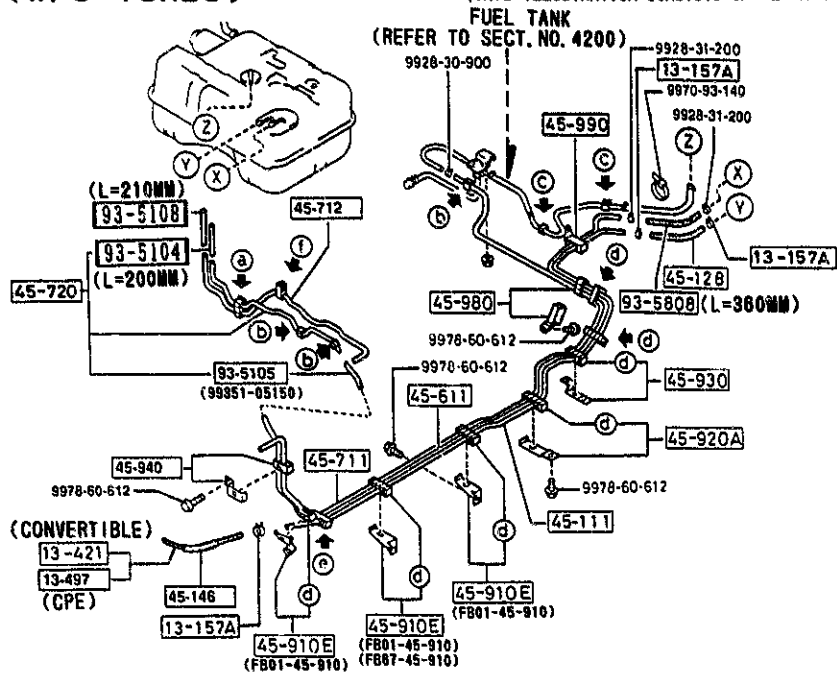 FUEL TANK
(REFER TO SECT. NO. 4200)
9928-30-900
9928-31-200
13-157A
9970-93-140
9928-31-200
45-990
Z
Z
Y
X
C
C
X
Y
b
d
(L=210MM)
93-5108
45-712
93-5104
(L=200MM)
a
f
45-720
b
b
13-157A
45-128
93-5808 (L=360MM)
45-980
9978-60-612
d
93-5105
(99351-05150)
9978-60-612
d
45-930
45-611
d
45-920A
45-940
45-711
9978-60-612
9978-60-612
45-111
(CONVERTIBLE)
13-421
13-497
(CPE)
45-146
13-157A
e
d
d
d
45-910E
(FB01-45-910)
45-910E
(FB01-45-910)
(FB67-45-910)
45-910E
(FB01-45-910)